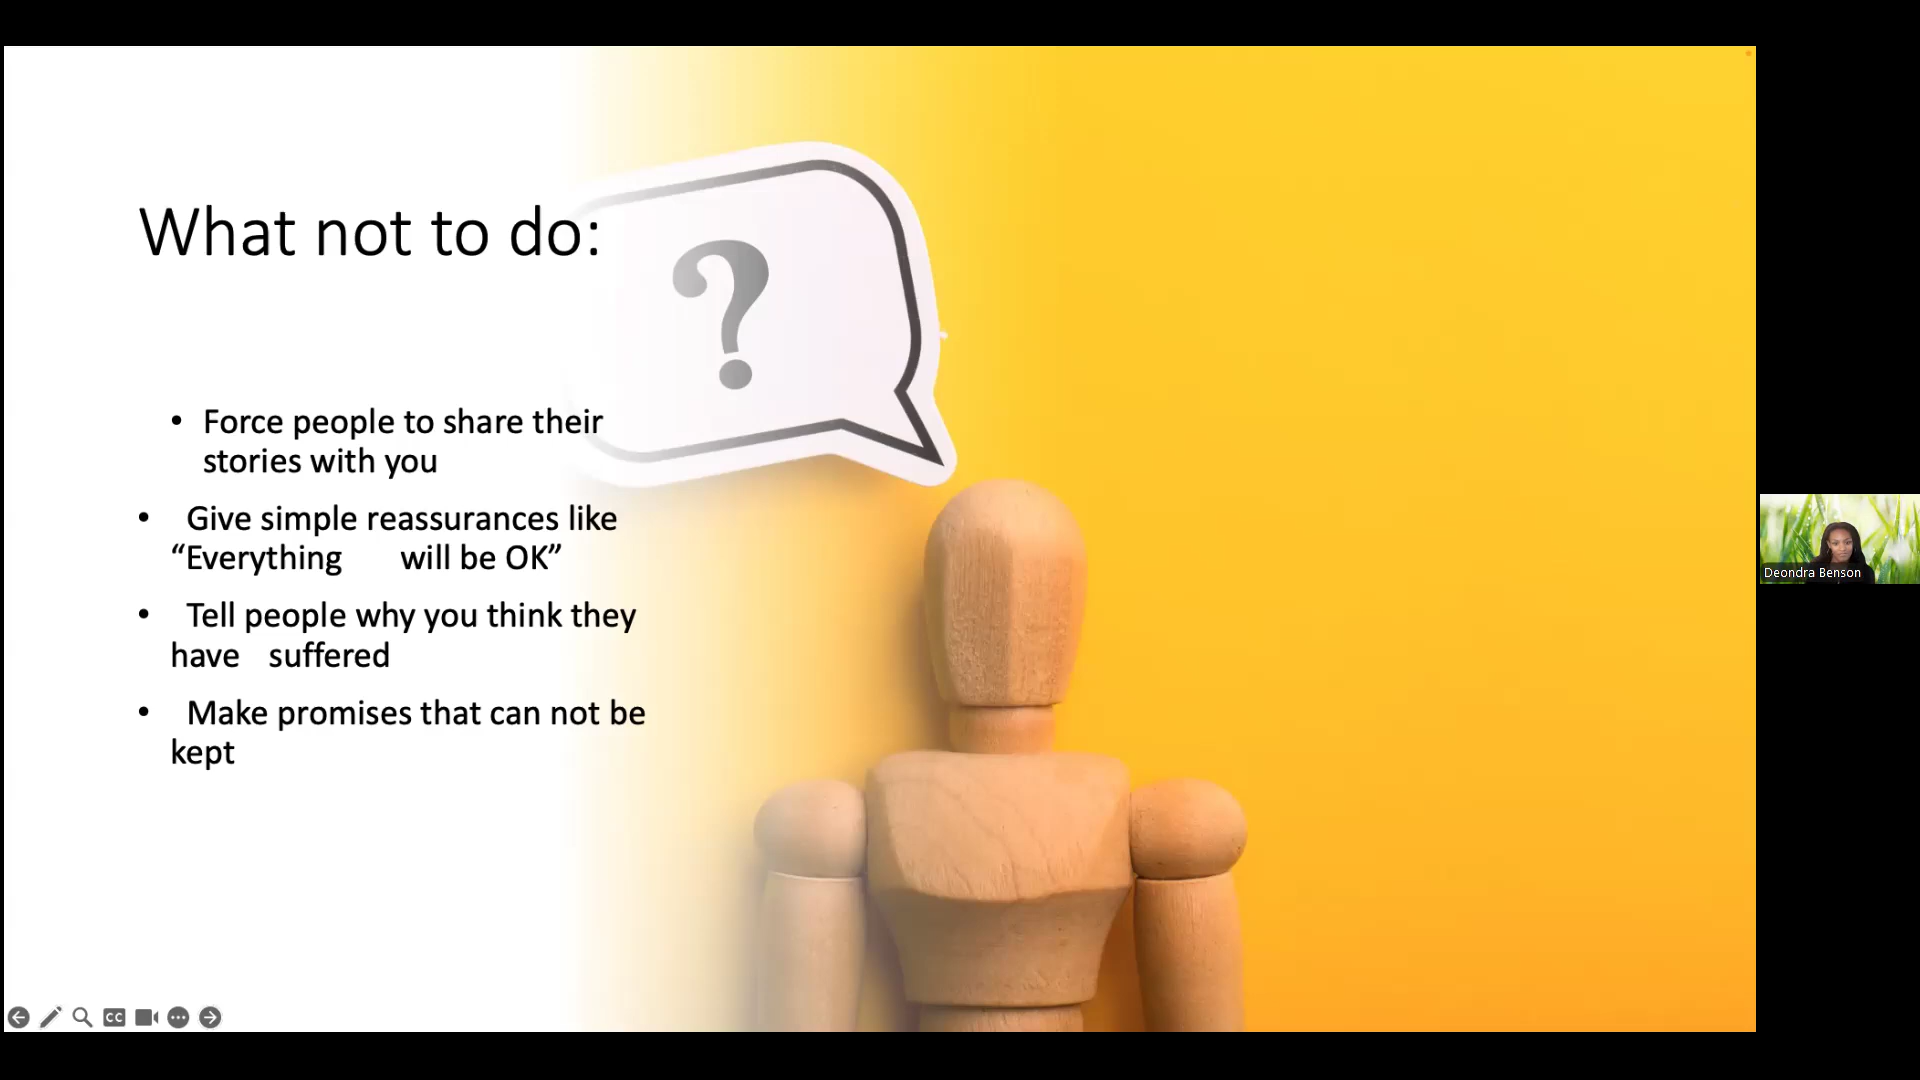 What not to do:
?
• Force people to share their
stories with you
• Give simple reassurances like
“Everything will be OK”
• Tell people why you think they
have suffered
• Make promises that can not be
kept
Deondra Benson
CC